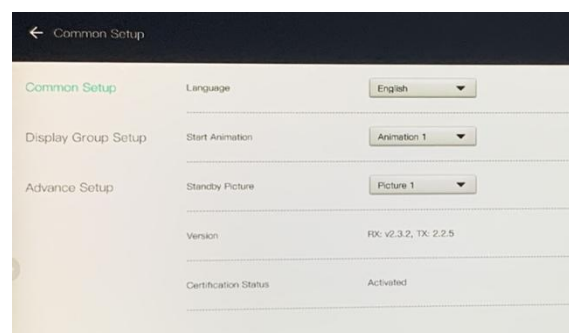 ← Common Setup
Common Setup
Language
English
Display Group Setup
Start Animation
Animation 1
Advance Setup
Standby Picture
Picture 1
Version
RX: v2.3.2, TX: 2.2.5
Certification Status
Activated